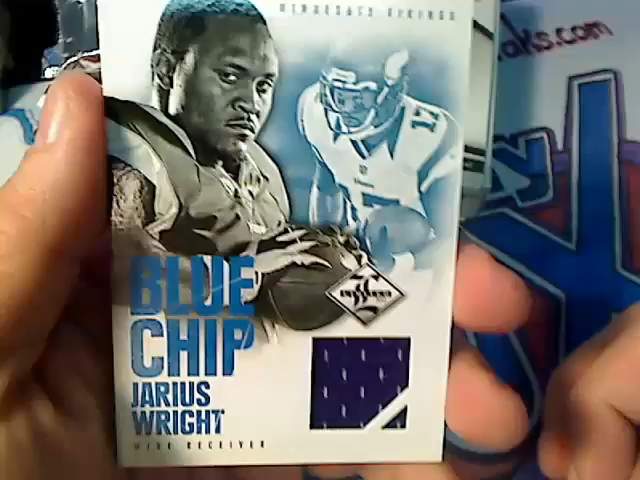 MINNESOTA VIKINGS
aks.com
17
BLUE
CHIP
JARIUS
WRIGHT
WIDE RECEIVER